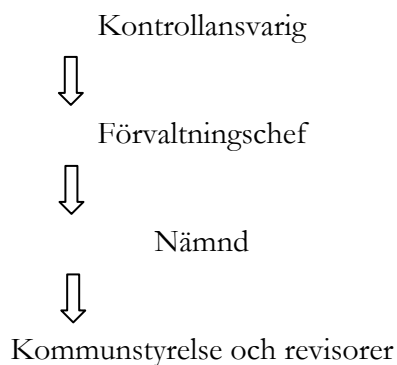 Kontrollansvarig
Förvaltningschef
Nämnd
Kommunstyrelse och revisorer